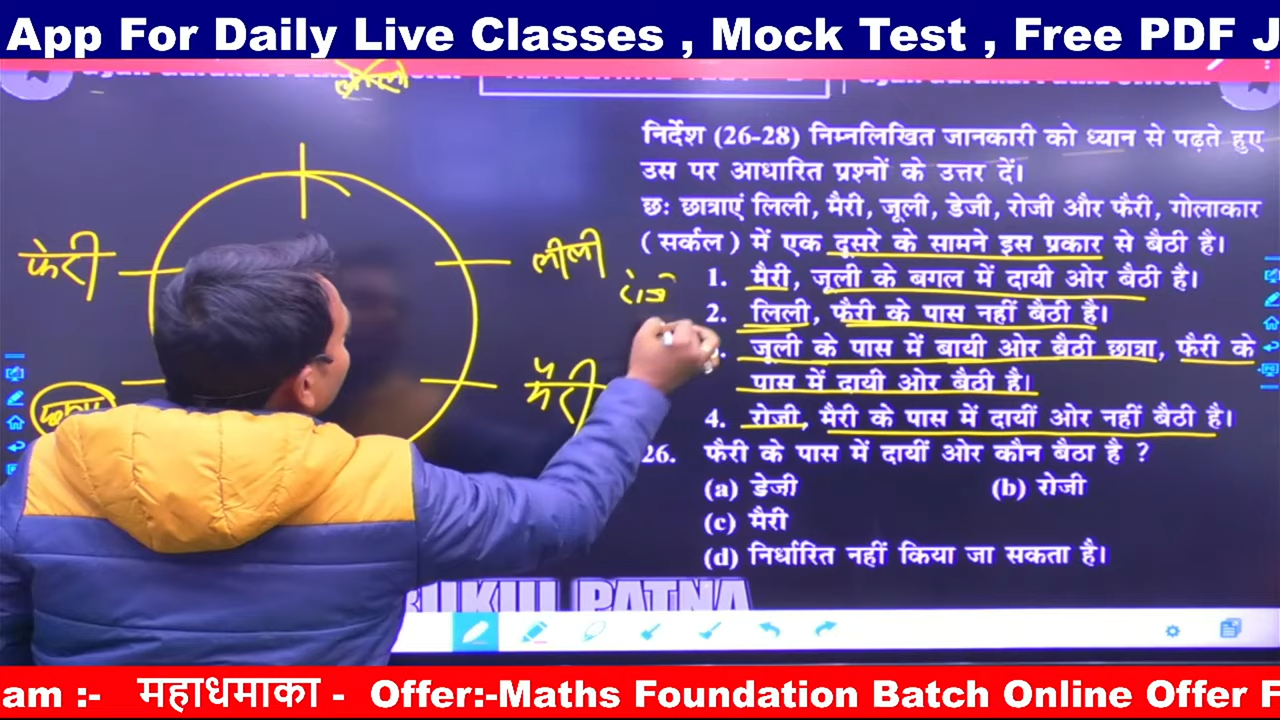 App For Daily Live Classes , Mock Test , Free PDF J
निर्देश (26-28) निम्नलिखित जानकारी को ध्यान से पढ़ते हुए
उस पर आधारित प्रश्नों के उत्तर दें।
छः छात्राएं लिली, मैरी, जूली, डेजी, रोजी और फैरी, गोलाकार
(सर्कल) में एक दूसरे के सामने इस प्रकार से बैठी है।
1. मैरी, जूली के बगल में दायी ओर बैठी है।
2. लिली, फैरी के पास नहीं बैठी है।
. जूली के पास में बायी ओर बैठी छात्रा, फैरी के
पास में दायी ओर बैठी है।
4. रोजी, मैरी के पास में दायीं ओर नहीं बैठी है।
26. फैरी के पास में दायीं ओर कौन बैठा है ?
(a) डेजी (b) रोजी
(c) मैरी
(d) निर्धारित नहीं किया जा सकता है।
फेरी
लीली
मैरी
PATNA
am :- महाधमाका - Offer:-Maths Foundation Batch Online Offer F